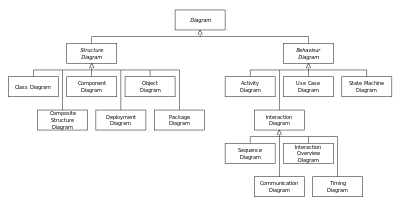 Diagram
Structure
Diagram
Behaviour
Diagram
Class Diagram
Component
Diagram
Object
Diagram
Activity
Diagram
Use Case
Diagram
State Machine
Diagram
Composite
Structure
Diagram
Deployment
Diagram
Package
Diagram
Interaction
Diagram
Sequence
Diagram
Interaction
Overview
Diagram
Communication
Diagram
Timing
Diagram